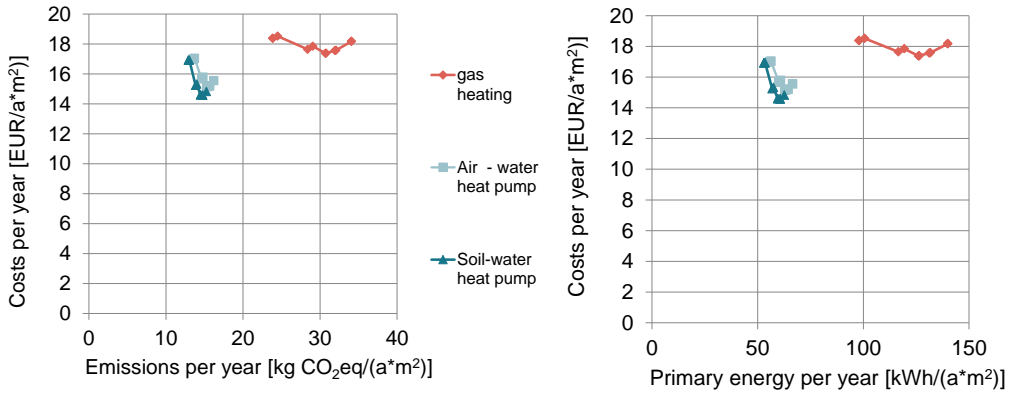 Costs per year [EUR/a*m²)]
20
18
16
14
12
10
8
6
4
2
0
0 10 20 30 40
Emissions per year [kg CO₂eq/(a*m²)]
gas
heating
Air - water
heat pump
Soil-water
heat pump
Costs per year [EUR/a*m²)]
20
18
16
14
12
10
8
6
4
2
0
0 50 100 150
Primary energy per year [kWh/(a*m²)]